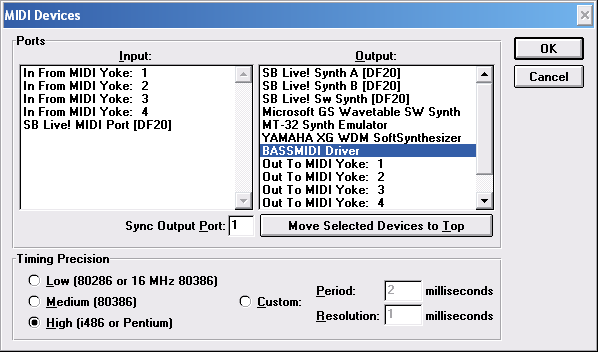 MIDI Devices
Ports
Input:
In From MIDI Yoke:  1
In From MIDI Yoke:  2
In From MIDI Yoke:  3
In From MIDI Yoke:  4
SB Live! MIDI Port [DF20]
Output:
SB Live! Synth A [DF20]
SB Live! Synth B [DF20]
SB Live! Sw Synth [DF20]
Microsoft GS Wavetable SW Synth
MT-32 Synth Emulator
YAMAHA XG WDM SoftSynthesizer
BASSMIDI Driver
Out To MIDI Yoke:  1
Out To MIDI Yoke:  2
Out To MIDI Yoke:  3
Out To MIDI Yoke:  4
OK
Cancel
Sync Output Port: 1
Move Selected Devices to Top
Timing Precision
Low (80286 or 16 MHz 80386)
Medium (80386)
High (i486 or Pentium)
Custom:
Period: 2 milliseconds
Resolution: 1 milliseconds